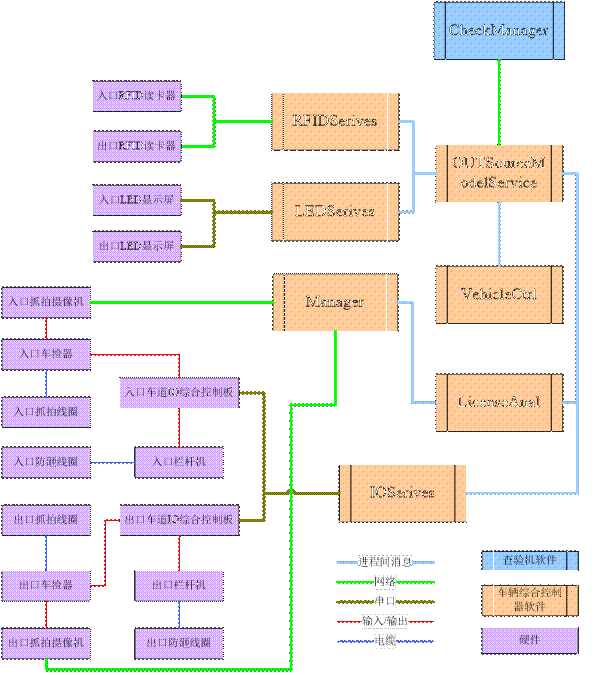 CheckManager
入口RFID读卡器
RFIDSerives
出口RFID读卡器
OUTSourceM
odelService
入口LED显示屏
LEDSerives
出口LED显示屏
入口抓拍摄像机
Manager
VehicleCtrl
入口车检器
入口车道IO综合控制板
入口抓拍线圈
LicenseAnal
入口防砸线圈
入口栏杆机
IOSerives
出口抓拍线圈
出口车道IO综合控制板
出口车检器
出口栏杆机
出口抓拍摄像机
出口防砸线圈
进程间消息
网络
串口
输入/输出
电缆
查验机软件
车辆综合控制
器软件
硬件